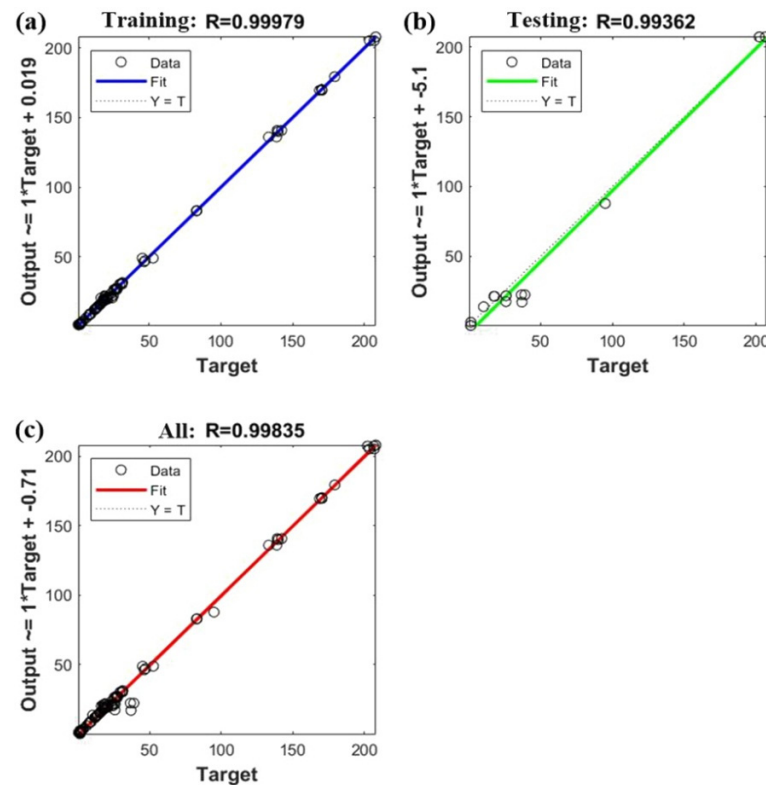 (a) Training: R=0.99979
Output ~= 1*Target + 0.019
200
150
100
50
Data
Fit
Y = T
50 100 150 200
Target
(b) Testing: R=0.99362
Output ~= 1*Target + -5.1
200
150
100
50
Data
Fit
Y = T
50 100 150 200
Target
(c) All: R=0.99835
Output ~= 1*Target + -0.71
200
150
100
50
Data
Fit
Y = T
50 100 150 200
Target